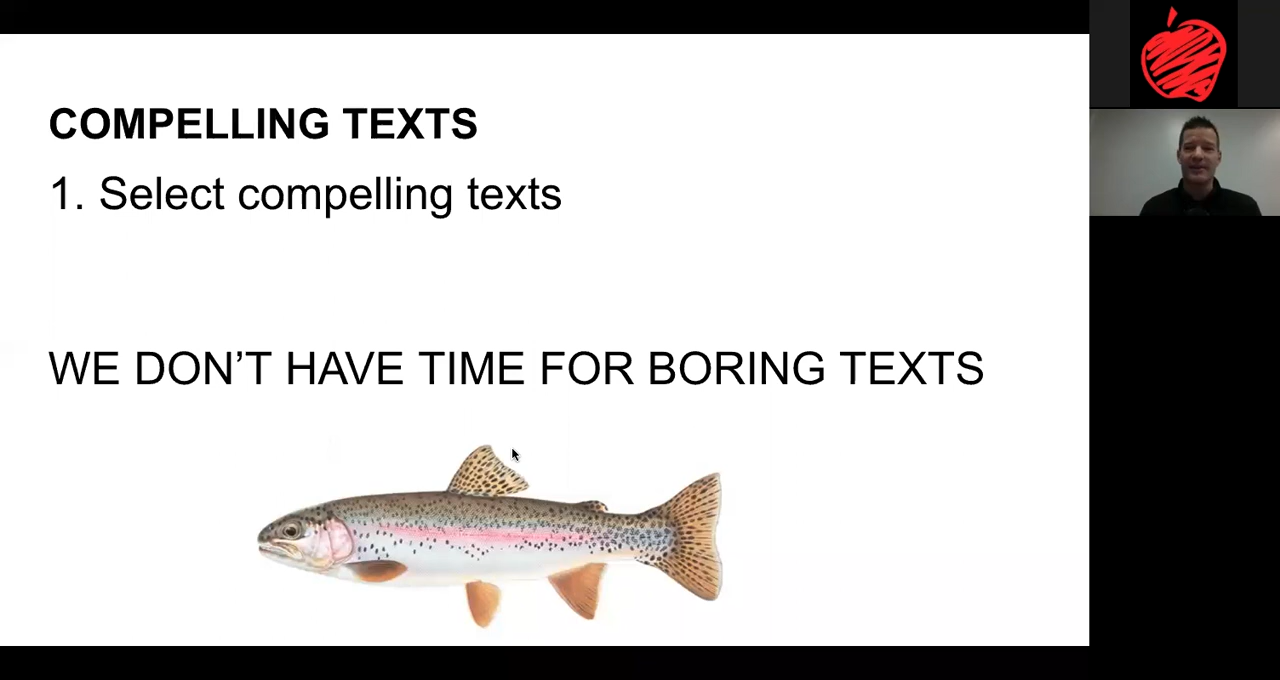 COMPELLING TEXTS
1. Select compelling texts
WE DON’T HAVE TIME FOR BORING TEXTS